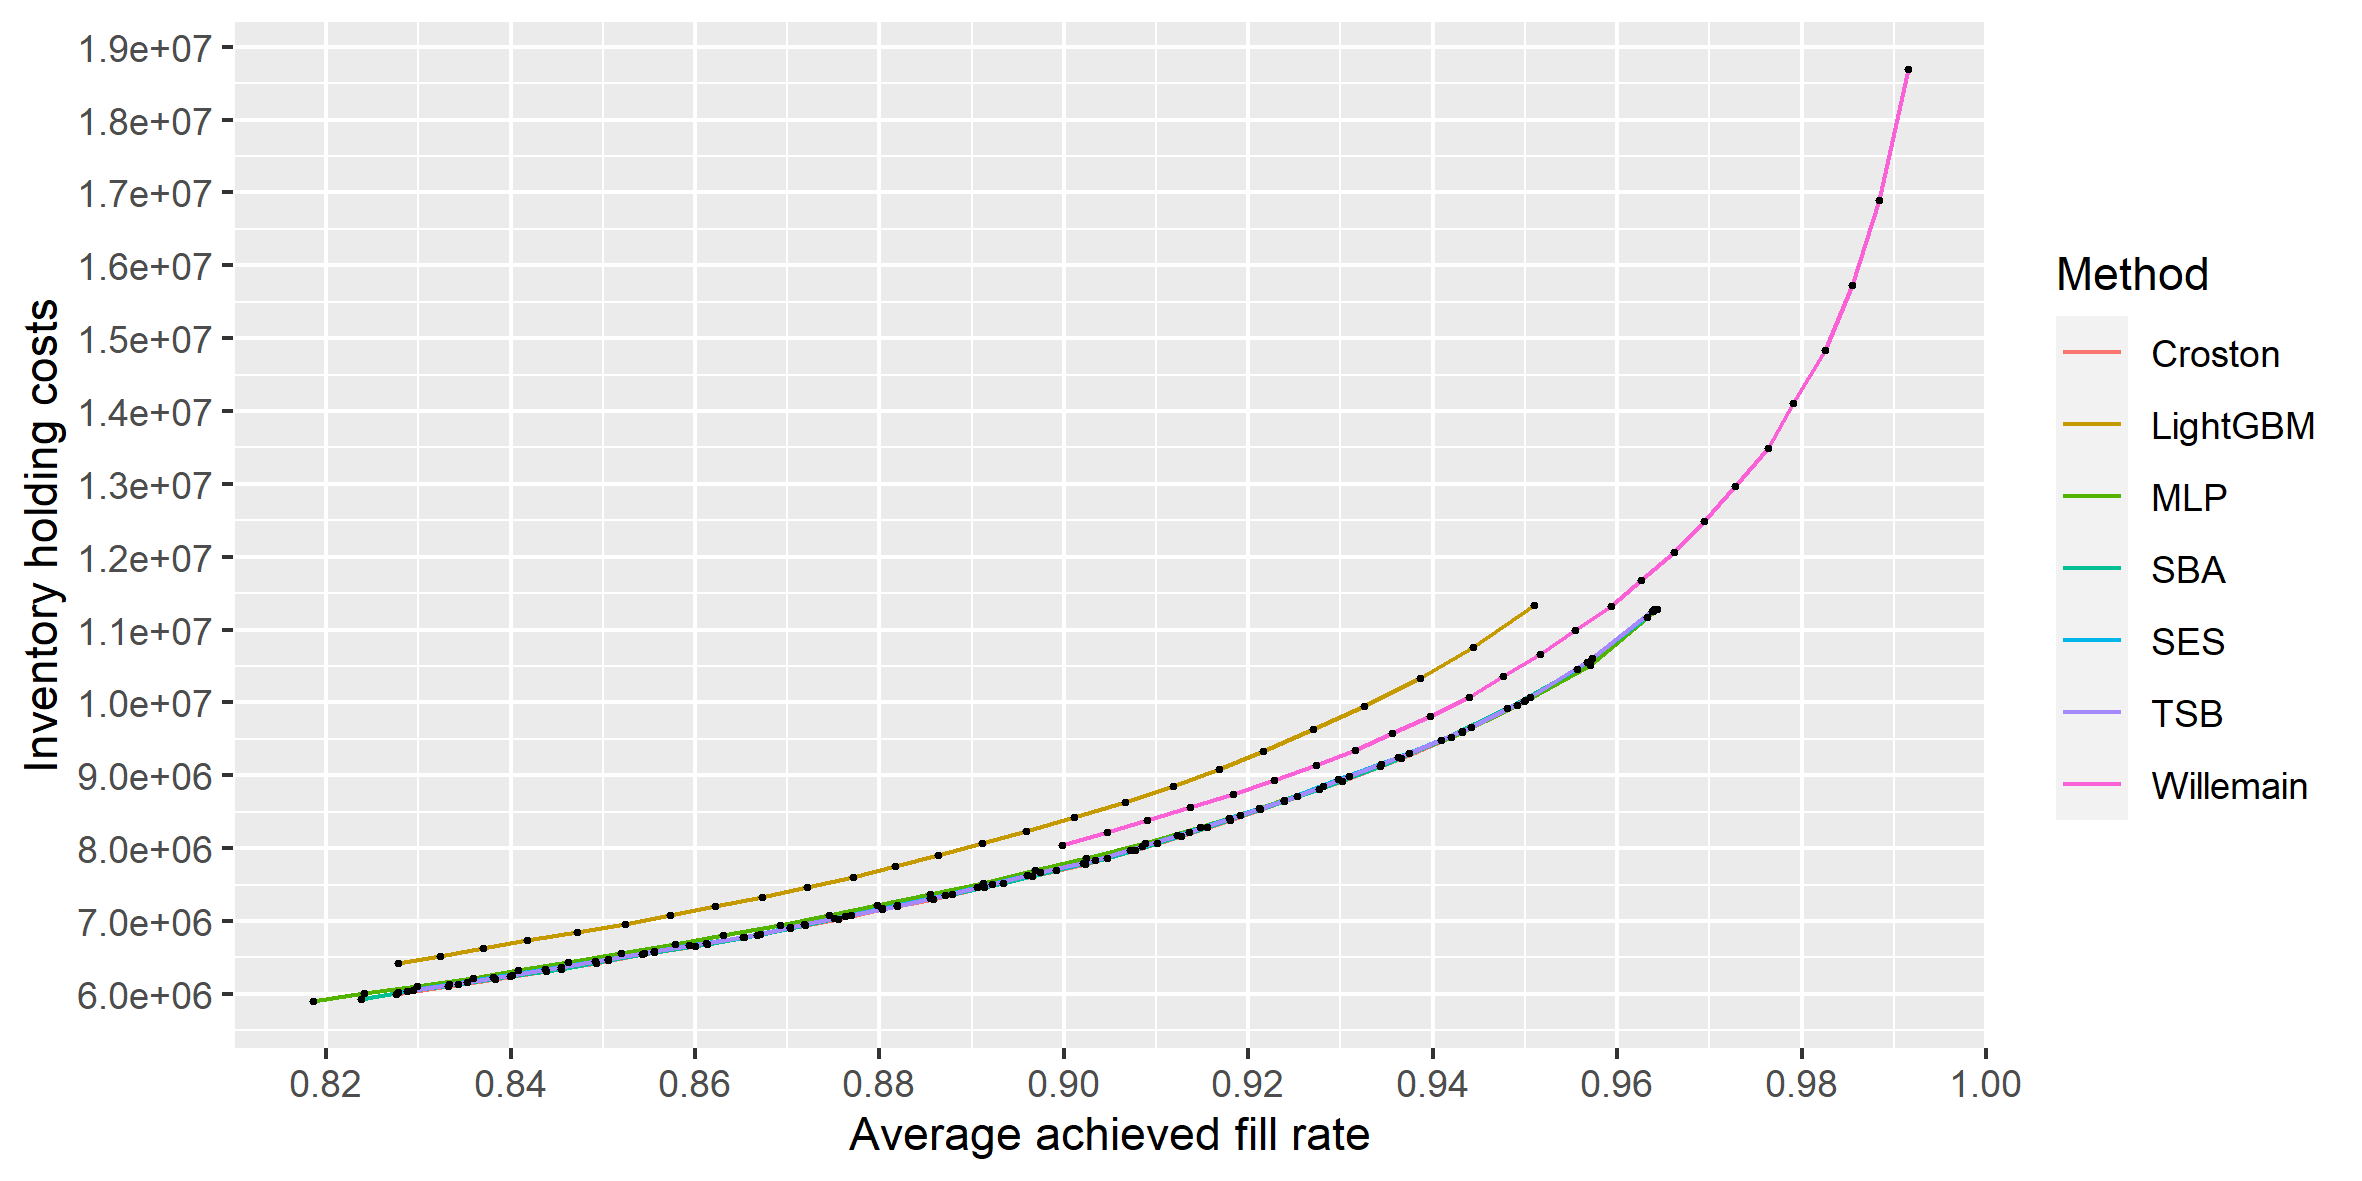 Inventory holding costs
1.9e+07
1.8e+07
1.7e+07
1.6e+07
1.5e+07
1.4e+07
1.3e+07
1.2e+07
1.1e+07
1.0e+07
9.0e+06
8.0e+06
7.0e+06
6.0e+06
0.82 0.84 0.86 0.88 0.90 0.92 0.94 0.96 0.98 1.00
Average achieved fill rate
Method
Croston
LightGBM
MLP
SBA
SES
TSB
Willemain